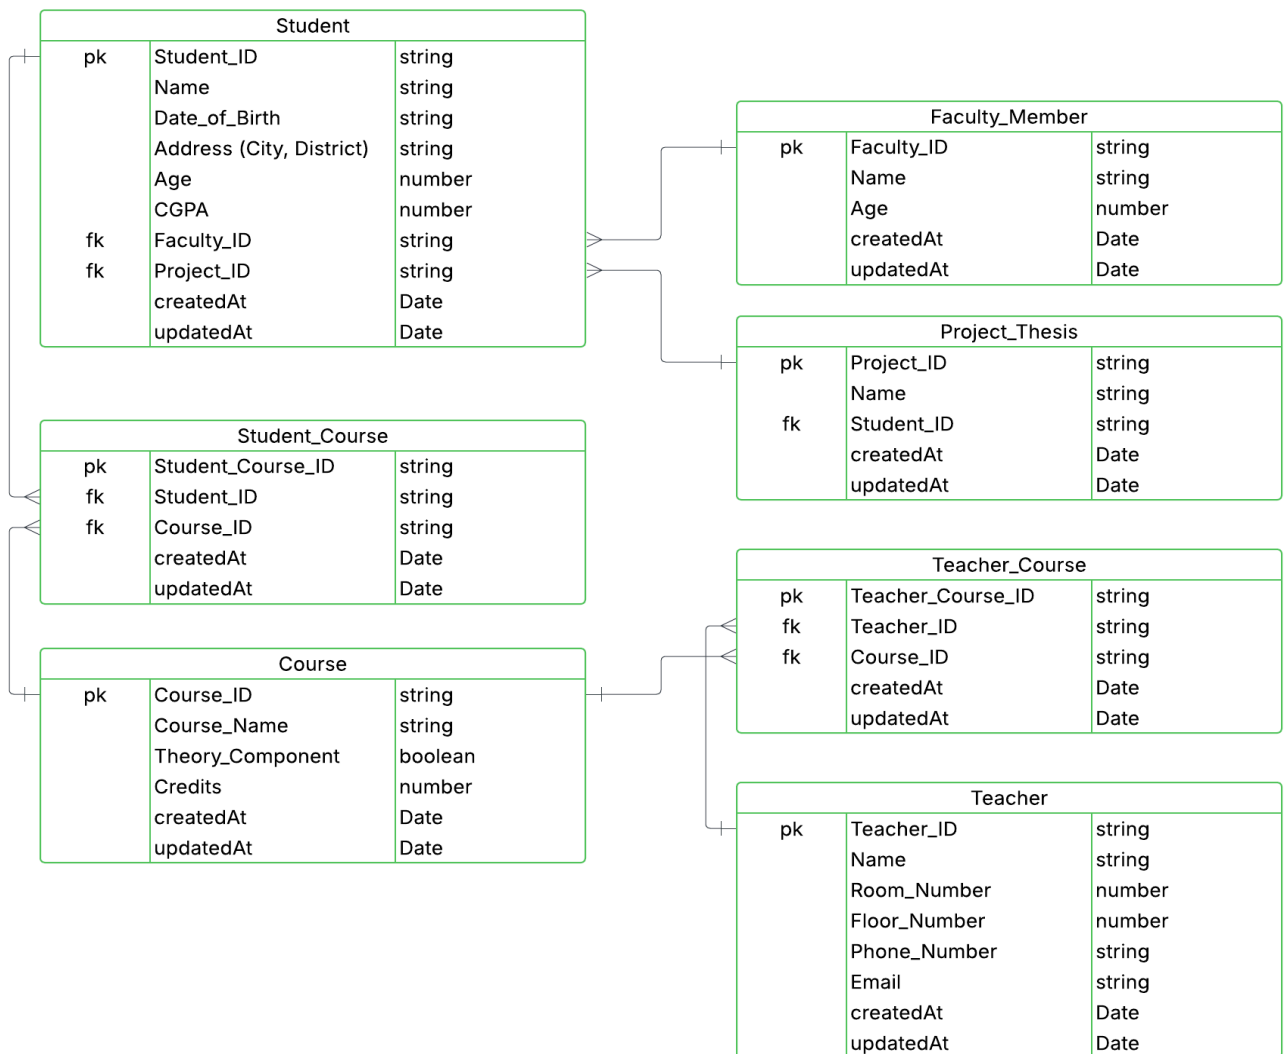 Student
pk Student_ID string
Name string
Date_of_Birth string
Address (City, District) string
Age number
CGPA number
fk Faculty_ID string
fk Project_ID string
createdAt Date
updatedAt Date
Faculty_Member
pk Faculty_ID string
Name string
Age number
createdAt Date
updatedAt Date
Project_Thesis
pk Project_ID string
Name string
fk Student_ID string
createdAt Date
updatedAt Date
Student_Course
pk Student_Course_ID string
fk Student_ID string
fk Course_ID string
createdAt Date
updatedAt Date
Teacher_Course
pk Teacher_Course_ID string
fk Teacher_ID string
fk Course_ID string
createdAt Date
updatedAt Date
Course
pk Course_ID string
Course_Name string
Theory_Component boolean
Credits number
createdAt Date
updatedAt Date
Teacher
pk Teacher_ID string
Name string
Room_Number number
Floor_Number number
Phone_Number string
Email string
createdAt Date
updatedAt Date